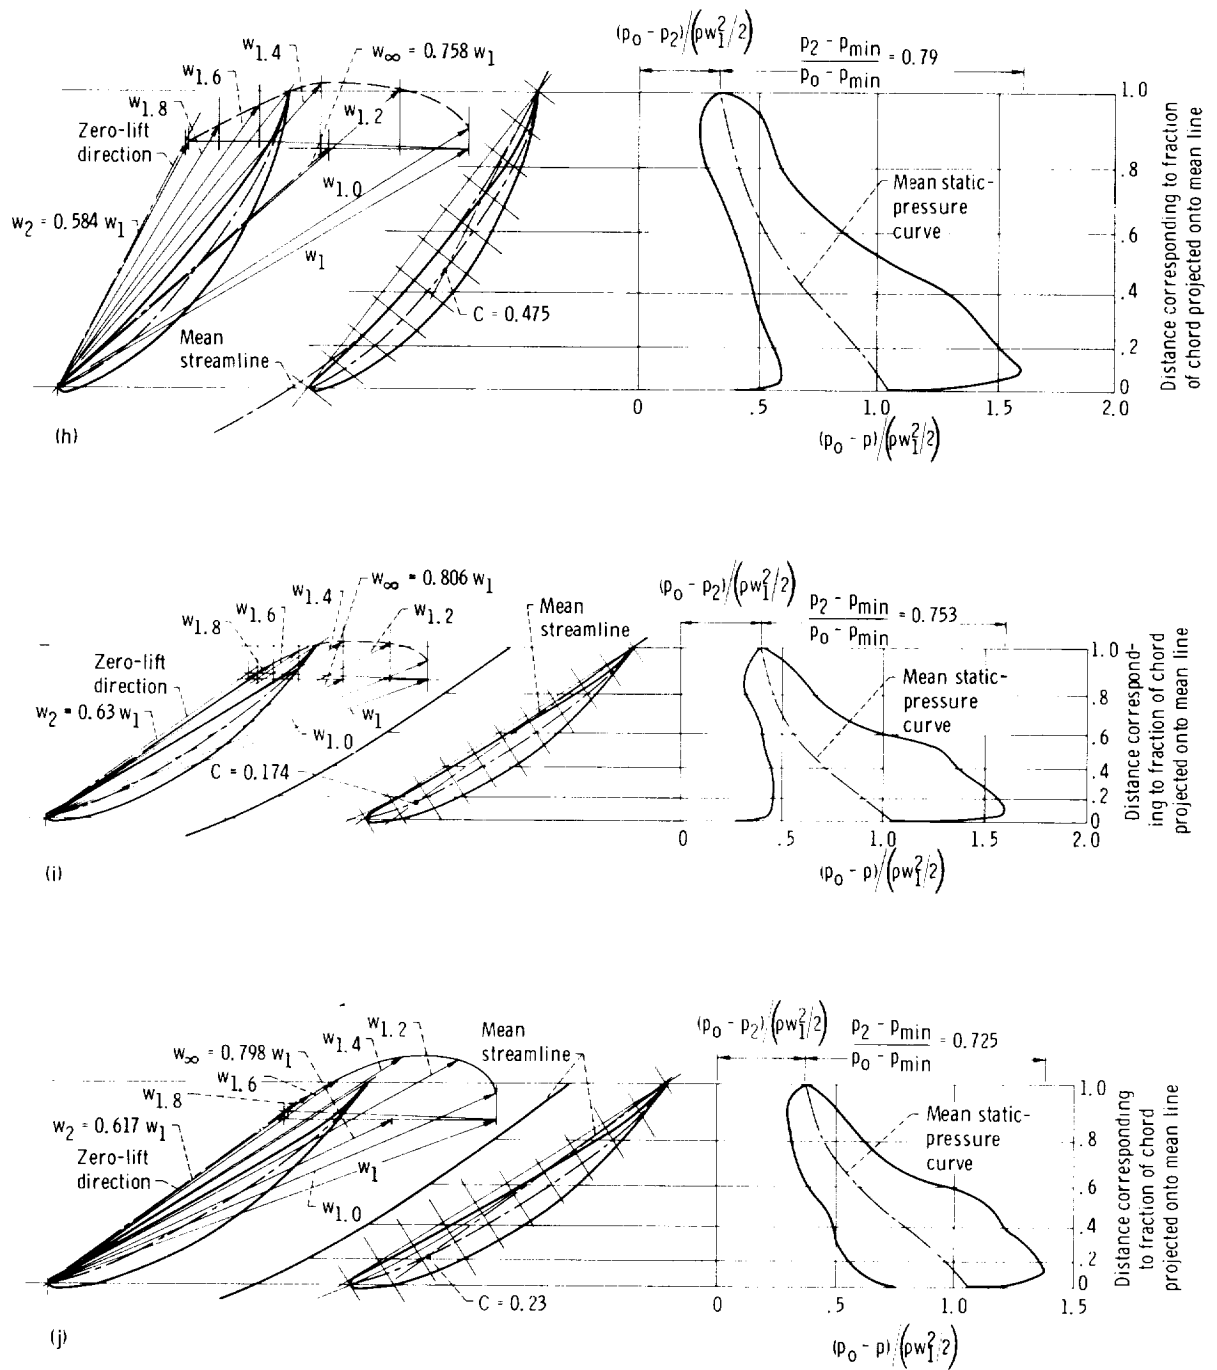 (p₀ - p₂)/(ρw₁²/2)
p₂ - p_min
p₀ - p_min
= 0.79
w₁.₄
w∞ = 0.758 w₁
w₁.₆
w₁.₈
w₁.₂
Zero-lift
direction
w₁.₀
w₂ = 0.584 w₁
w₁
C = 0.475
Mean
streamline
Mean static-
pressure
curve
1.0
.8
.6
.4
.2
0
Distance corresponding to fraction
of chord projected onto mean line
0
.5
1.0
1.5
2.0
(p₀ - p)/(ρw₁²/2)
(h)
(p₀ - p₂)/(ρw₁²/2)
p₂ - p_min
p₀ - p_min
= 0.753
w∞ = 0.806 w₁
w₁.₄
w₁.₆
w₁.₂
w₁.₈
Mean
streamline
Zero-lift
direction
w₂ = 0.63 w₁
w₁
w₁.₀
C = 0.174
Mean static-
pressure
curve
1.0
.8
.6
.4
.2
0
Distance correspond-
ing to fraction of chord
projected onto mean line
0
.5
1.0
1.5
2.0
(p₀ - p)/(ρw₁²/2)
(i)
(p₀ - p₂)/(ρw₁²/2)
p₂ - p_min
p₀ - p_min
= 0.725
w₁.₂
w₁.₄
w∞ = 0.798 w₁
w₁.₆
w₁.₈
Mean
streamline
w₂ = 0.617 w₁
Zero-lift
direction
w₁
w₁.₀
C = 0.23
Mean static-
pressure
curve
1.0
.8
.6
.4
.2
0
Distance corresponding
to fraction of chord
projected onto mean line
0
.5
1.0
1.5
(p₀ - p)/(ρw₁²/2)
(j)